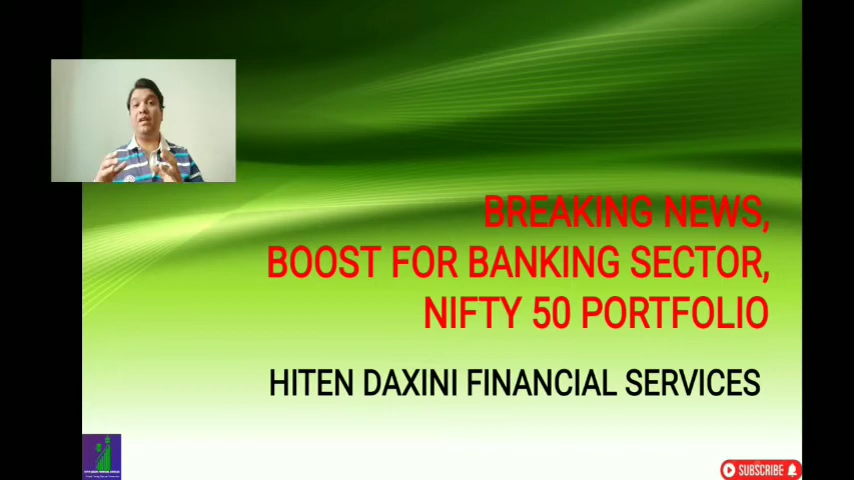 BREAKING NEWS,
BOOST FOR BANKING SECTOR,
NIFTY 50 PORTFOLIO
HITEN DAXINI FINANCIAL SERVICES
SUBSCRIBE